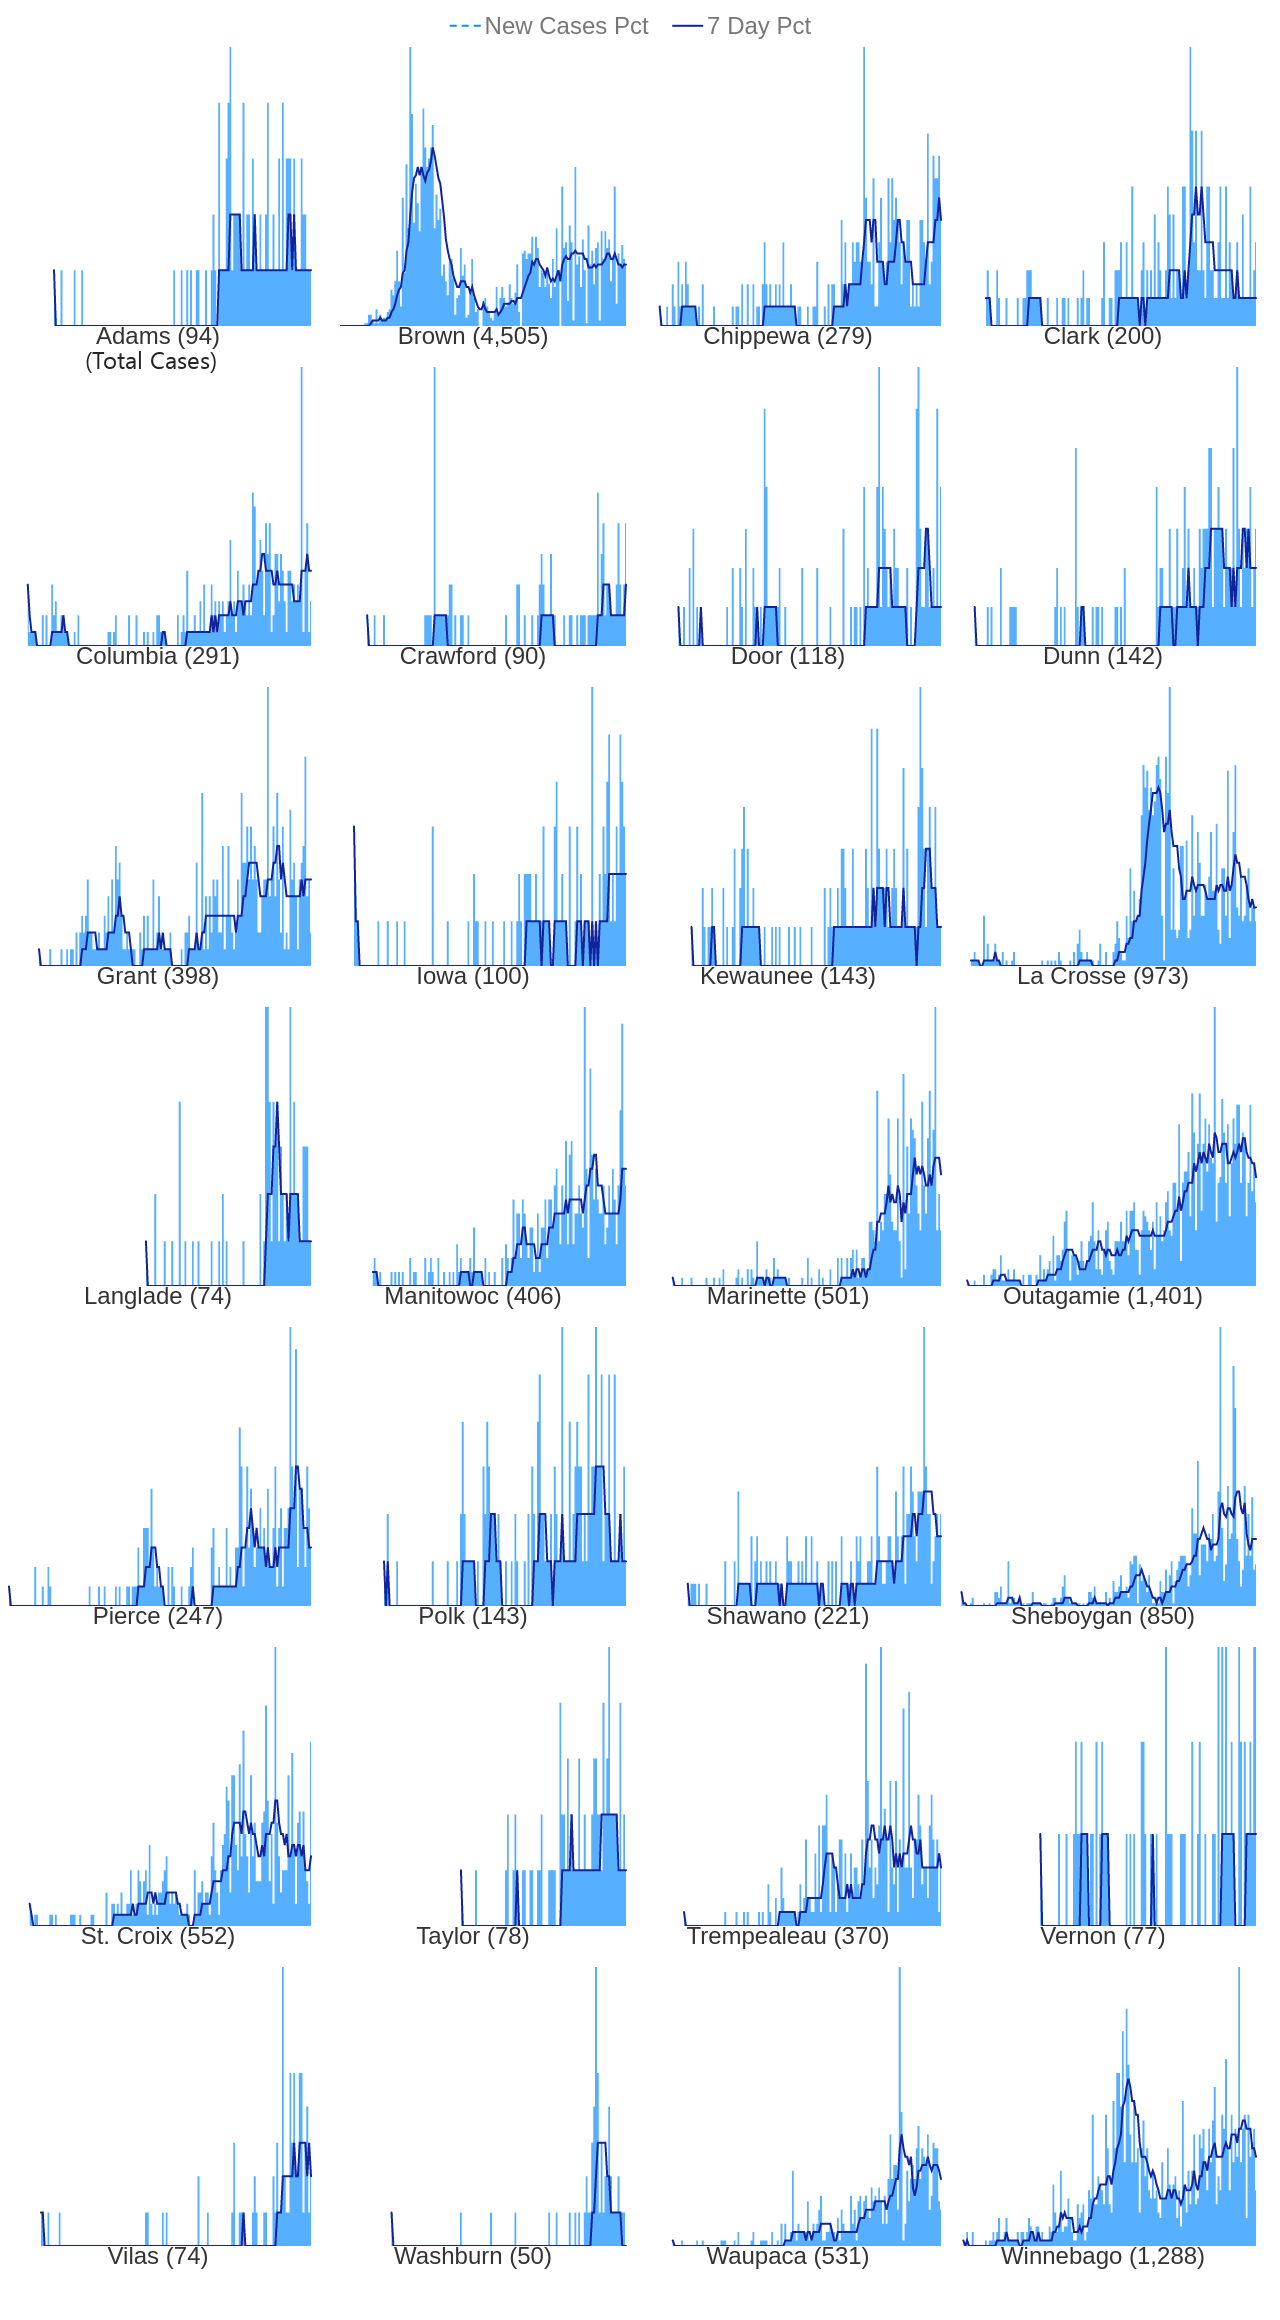 New Cases Pct 7 Day Pct
Adams (94) Brown (4,505) Chippewa (279) Clark (200)
(Total Cases)
Columbia (291) Crawford (90) Door (118) Dunn (142)
Grant (398) Iowa (100) Kewaunee (143) La Crosse (973)
Langlade (74) Manitowoc (406) Marinette (501) Outagamie (1,401)
Pierce (247) Polk (143) Shawano (221) Sheboygan (850)
St. Croix (552) Taylor (78) Trempealeau (370) Vernon (77)
Vilas (74) Washburn (50) Waupaca (531) Winnebago (1,288)